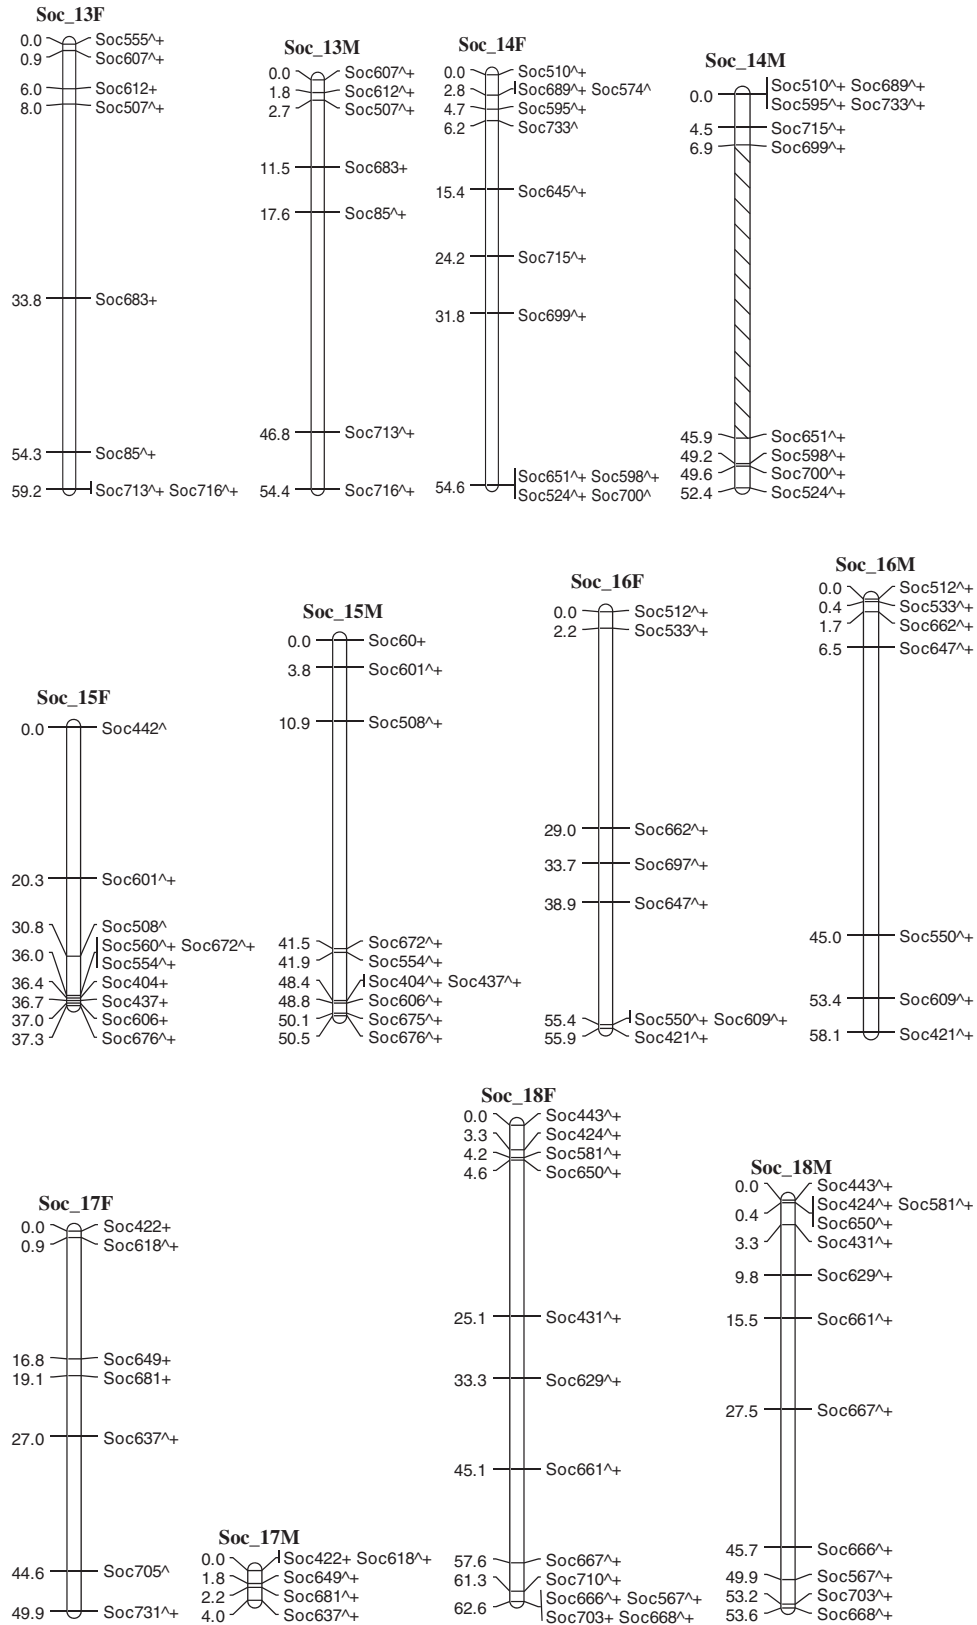 Soc_13F
0.0 Soc555^+
0.9 Soc607^+
6.0 Soc612+
8.0 Soc507^+
33.8 Soc683+
54.3 Soc85^+
59.2 Soc713^+ Soc716^+
Soc_13M
0.0 Soc607^+
1.8 Soc612^+
2.7 Soc507^+
11.5 Soc683+
17.6 Soc85^+
46.8 Soc713^+
54.4 Soc716^+
Soc_14F
0.0 Soc510^+
2.8 Soc689^+ Soc574^
4.7 Soc595^+
6.2 Soc733^
15.4 Soc645^+
24.2 Soc715^+
31.8 Soc699^+
54.6 Soc651^+ Soc598^+
Soc524^+ Soc700^
Soc_14M
0.0 Soc510^+ Soc689^+
Soc595^+ Soc733^+
4.5 Soc715^+
6.9 Soc699^+
45.9 Soc651^+
49.2 Soc598^+
49.6 Soc700^+
52.4 Soc524^+
Soc_15F
0.0 Soc442^
20.3 Soc601^+
30.8 Soc508^
36.0 Soc560^+ Soc672^+
Soc554^+
36.4 Soc404+
36.7 Soc437+
37.0 Soc606+
37.3 Soc676^+
Soc_15M
0.0 Soc60+
3.8 Soc601^+
10.9 Soc508^+
41.5 Soc672^+
41.9 Soc554^+
48.4 Soc404^+ Soc437^+
48.8 Soc606^+
50.1 Soc675^+
50.5 Soc676^+
Soc_16F
0.0 Soc512^+
2.2 Soc533^+
29.0 Soc662^+
33.7 Soc697^+
38.9 Soc647^+
55.4 Soc550^+ Soc609^+
55.9 Soc421^+
Soc_16M
0.0 Soc512^+
0.4 Soc533^+
1.7 Soc662^+
6.5 Soc647^+
45.0 Soc550^+
53.4 Soc609^+
58.1 Soc421^+
Soc_17F
0.0 Soc422+
0.9 Soc618^+
16.8 Soc649+
19.1 Soc681+
27.0 Soc637^+
44.6 Soc705^
49.9 Soc731^+
Soc_17M
0.0 Soc422+ Soc618^+
1.8 Soc649^+
2.2 Soc681^+
4.0 Soc637^+
Soc_18F
0.0 Soc443^+
3.3 Soc424^+
4.2 Soc581^+
4.6 Soc650^+
25.1 Soc431^+
33.3 Soc629^+
45.1 Soc661^+
57.6 Soc667^+
61.3 Soc710^+
62.6 Soc666^+ Soc567^+
Soc703+ Soc668^+
Soc_18M
0.0 Soc443^+
0.4 Soc424^+ Soc581^+
Soc650^+
3.3 Soc431^+
9.8 Soc629^+
15.5 Soc661^+
27.5 Soc667^+
45.7 Soc666^+
49.9 Soc567^+
53.2 Soc703^+
53.6 Soc668^+